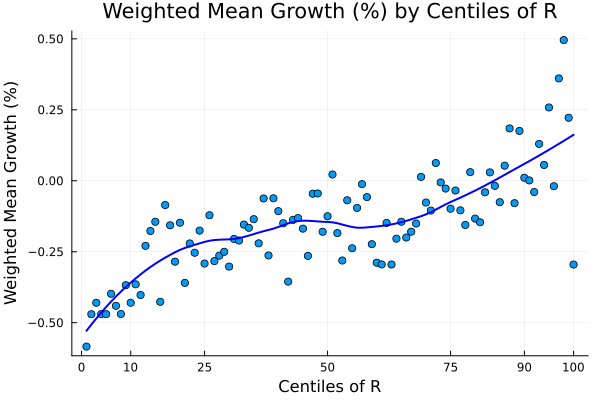 Weighted Mean Growth (%) by Centiles of R
Weighted Mean Growth (%)
0.50
0.25
0.00
−0.25
−0.50
0 10 25 50 75 90 100
Centiles of R